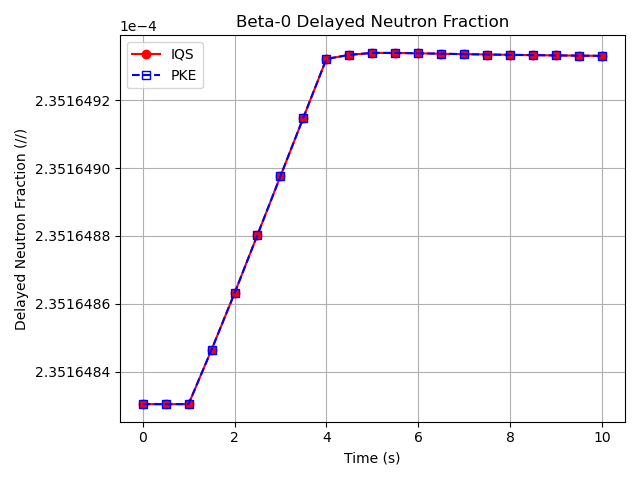 Beta-0 Delayed Neutron Fraction
1e−4
IQS
PKE
2.3516492
2.3516490
2.3516488
2.3516486
2.3516484
Delayed Neutron Fraction (//)
0 2 4 6 8 10
Time (s)